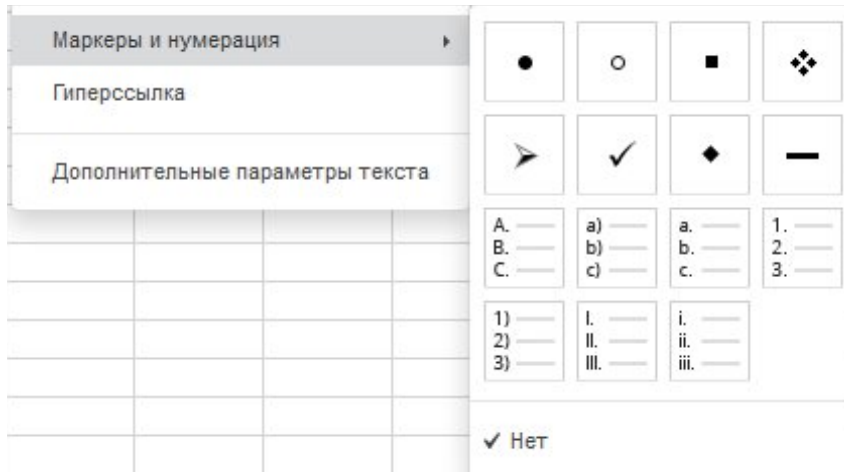 Маркеры и нумерация
Гиперссылка
Дополнительные параметры текста
A. a) a. 1.
B. b) b. 2.
C. c) c. 3.
1) I. i.
2) II. ii.
3) III. iii.
Нет